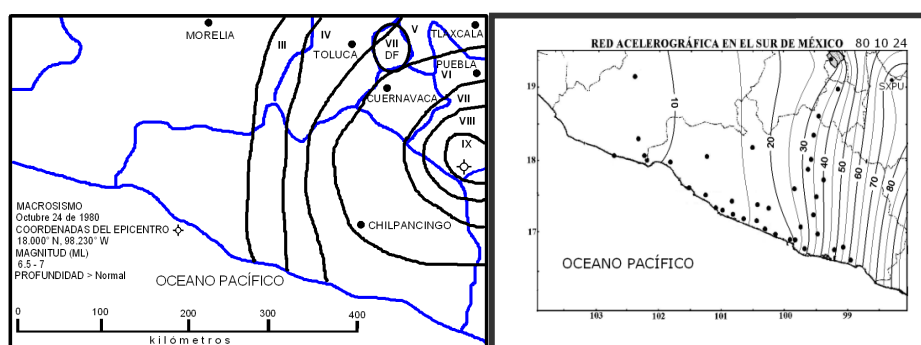 MORELIA
III
IV
V
TOLUCA
VII
DF
TLAXCALA
PUEBLA
VI
CUERNAVACA
VII
VIII
IX
MACROSISMO
Octubre 24 de 1980
COORDENADAS DEL EPICENTRO
18.000° N, 98.230° W
MAGNITUD (ML)
6.5 - 7
PROFUNDIDAD > Normal
CHILPANCINGO
OCEANO PACÍFICO
0 100 200 300 400
kilómetros
RED ACELEROGRÁFICA EN EL SUR DE MÉXICO 80 10 24
19
SXPU
10
18
20
30
40
50
60
70
80
17
OCEANO PACÍFICO
103 102 101 100 99